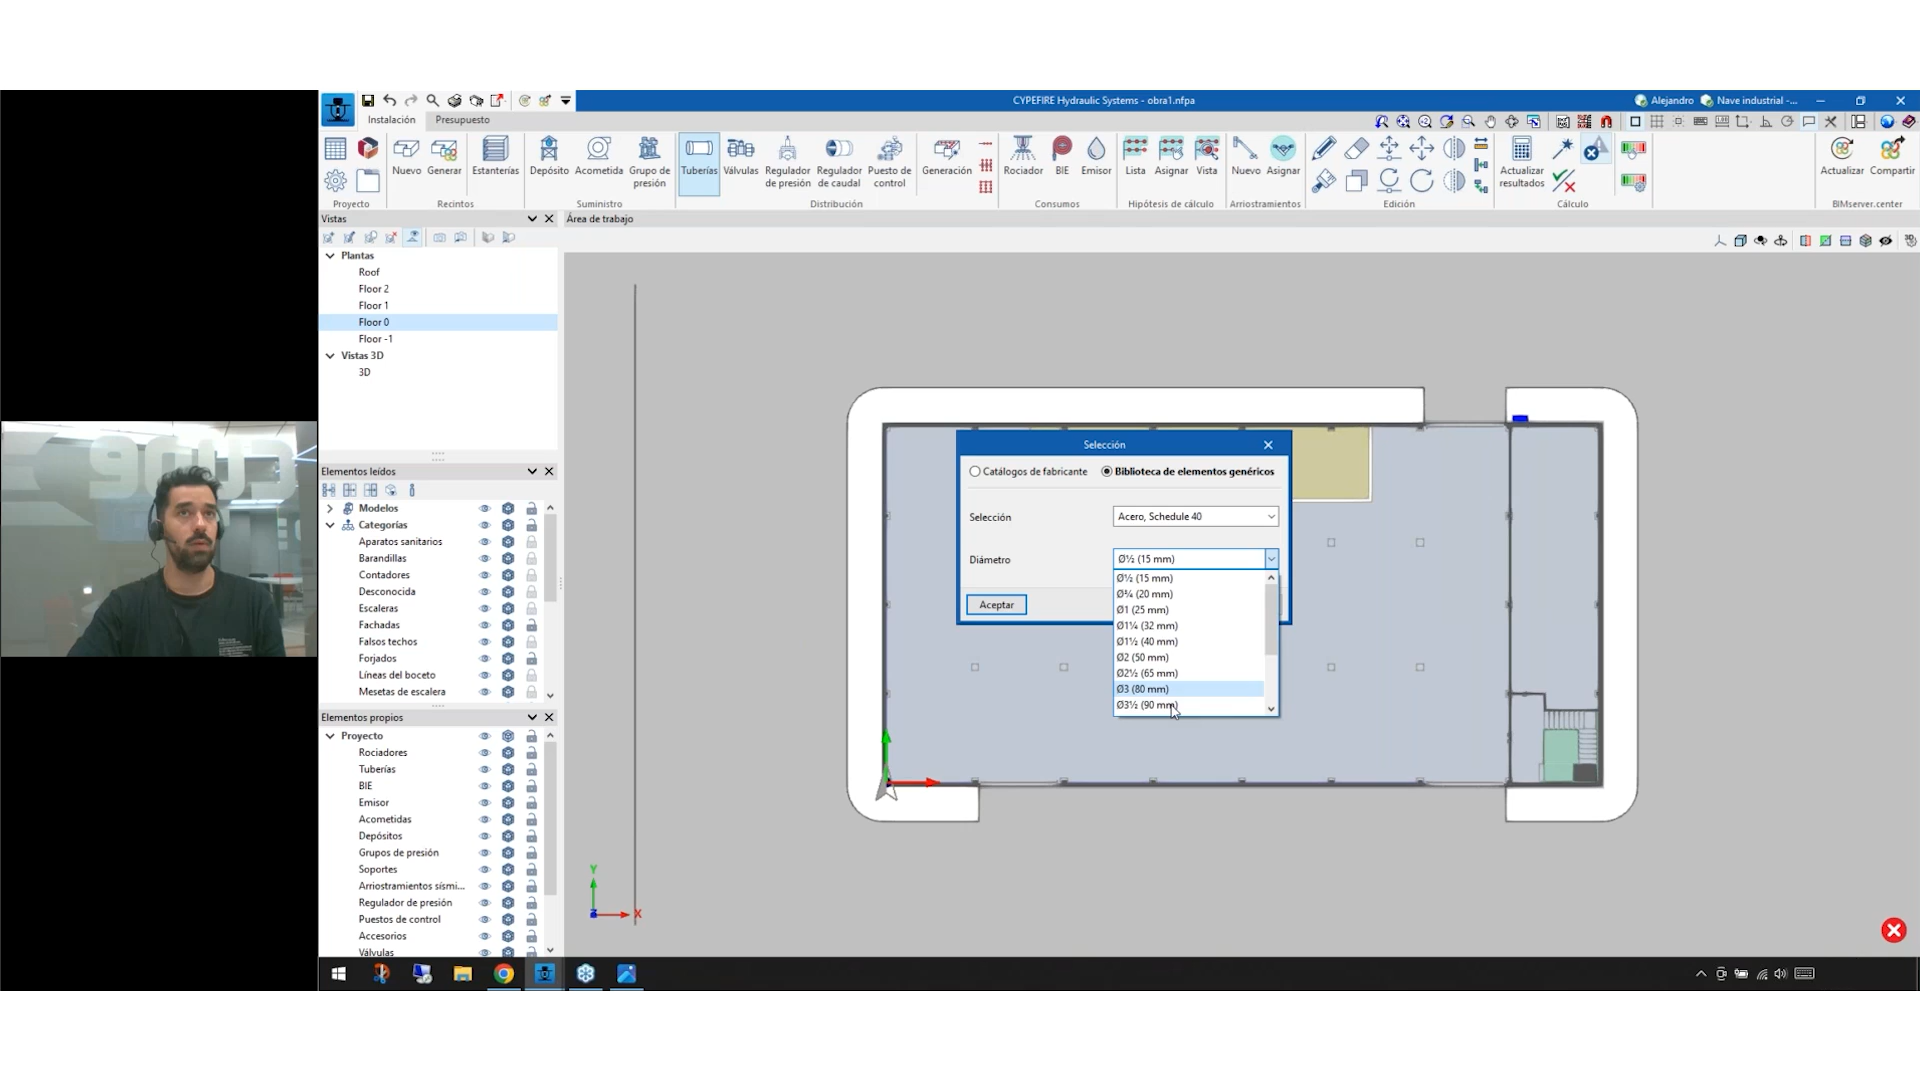 CYPEFIRE Hydraulic Systems - obra1.nfpa
Alejandro
Nave industrial -...
Instalación
Presupuesto
Nuevo
Generar
Estanterías
Depósito
Acometida
Grupo de presión
Tuberías
Válvulas
Regulador de presión
Regulador de caudal
Puesto de control
Generación
Rociador
BIE
Emisor
Lista
Asignar
Vista
Nuevo
Asignar
Actualizar resultados
Actualizar
Compartir
Proyecto
Recintos
Suministro
Distribución
Consumos
Hipótesis de cálculo
Arriostramientos
Edición
Cálculo
BIMserver.center
Vistas
Área de trabajo
Plantas
Roof
Floor 2
Floor 1
Floor 0
Floor -1
Vistas 3D
3D
Elementos leídos
Modelos
Categorías
Aparatos sanitarios
Barandillas
Contadores
Desconocida
Escaleras
Fachadas
Falsos techos
Forjados
Líneas del boceto
Mesetas de escalera
Elementos propios
Proyecto
Rociadores
Tuberías
BIE
Emisor
Acometidas
Depósitos
Grupos de presión
Soportes
Arriostramientos sísmi...
Regulador de presión
Puestos de control
Accesorios
Válvulas
Selección
Catálogos de fabricante
Biblioteca de elementos genéricos
Selección
Acero, Schedule 40
Diámetro
Ø½ (15 mm)
Ø½ (15 mm)
Ø¾ (20 mm)
Ø1 (25 mm)
Ø1¼ (32 mm)
Ø1½ (40 mm)
Ø2 (50 mm)
Ø2½ (65 mm)
Ø3 (80 mm)
Ø3½ (90 mm)
Aceptar
Y
Z
X